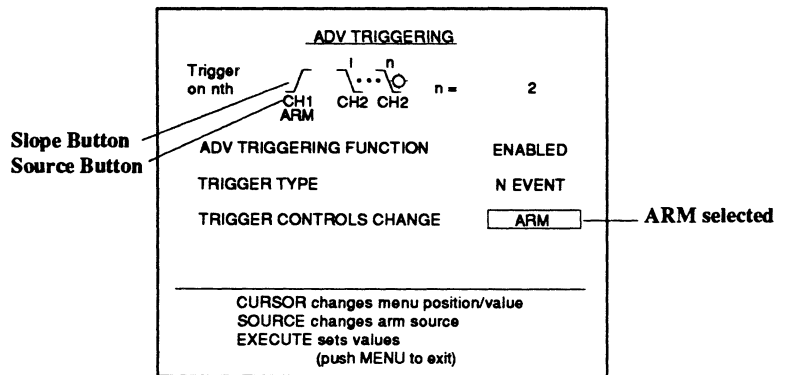 ADV TRIGGERING
Trigger
on nth
1 n
n = 2
CH1 CH2 CH2
ARM
Slope Button
Source Button
ADV TRIGGERING FUNCTION ENABLED
TRIGGER TYPE N EVENT
TRIGGER CONTROLS CHANGE ARM
ARM selected
CURSOR changes menu position/value
SOURCE changes arm source
EXECUTE sets values
(push MENU to exit)